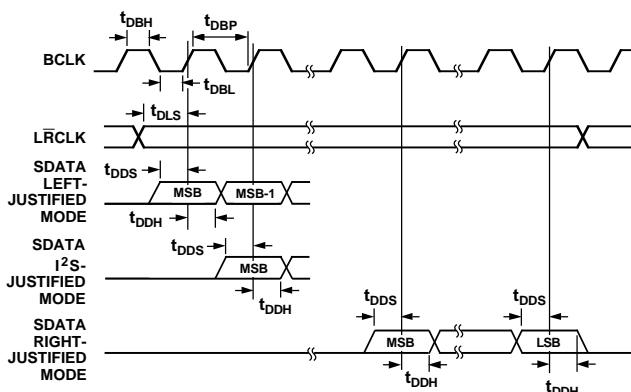 tDBH
tDBP
BCLK
tDBL
tDLS
LRCLK
SDATA
LEFT-
JUSTIFIED
MODE
tDDS
MSB
MSB-1
tDDH
SDATA
I²S-
JUSTIFIED
MODE
tDDS
MSB
tDDH
SDATA
RIGHT-
JUSTIFIED
MODE
tDDS
MSB
tDDH
tDDS
LSB
tDDH